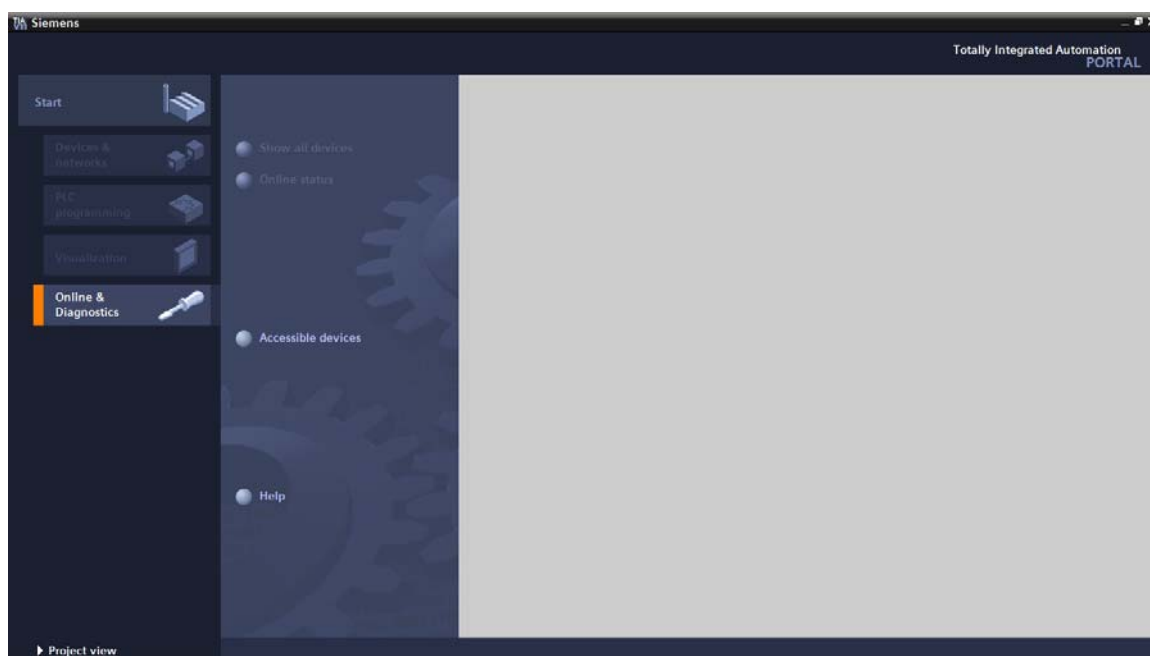 Siemens
Totally Integrated Automation
PORTAL
Start
Devices &
networks
PLC
programming
Visualization
Online &
Diagnostics
Show all devices
Online status
Accessible devices
Help
Project view